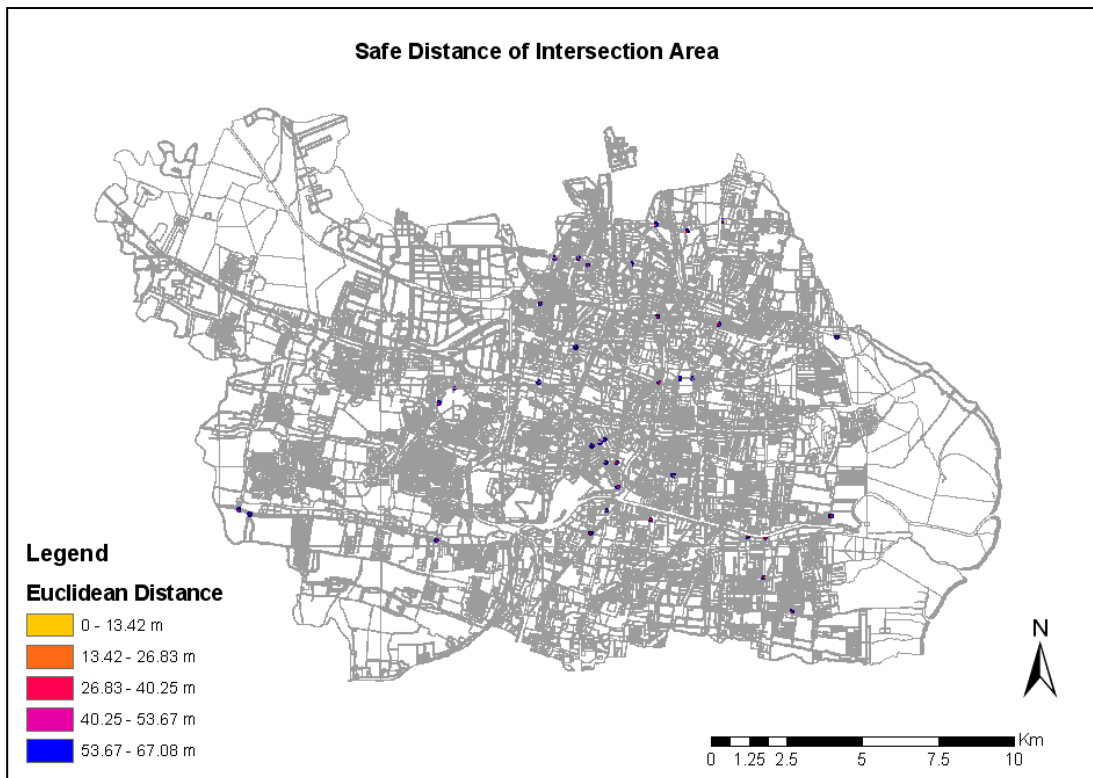 Safe Distance of Intersection Area
Legend
Euclidean Distance
0 - 13.42 m
13.42 - 26.83 m
26.83 - 40.25 m
40.25 - 53.67 m
53.67 - 67.08 m
N
Km
0 1.25 2.5 5 7.5 10